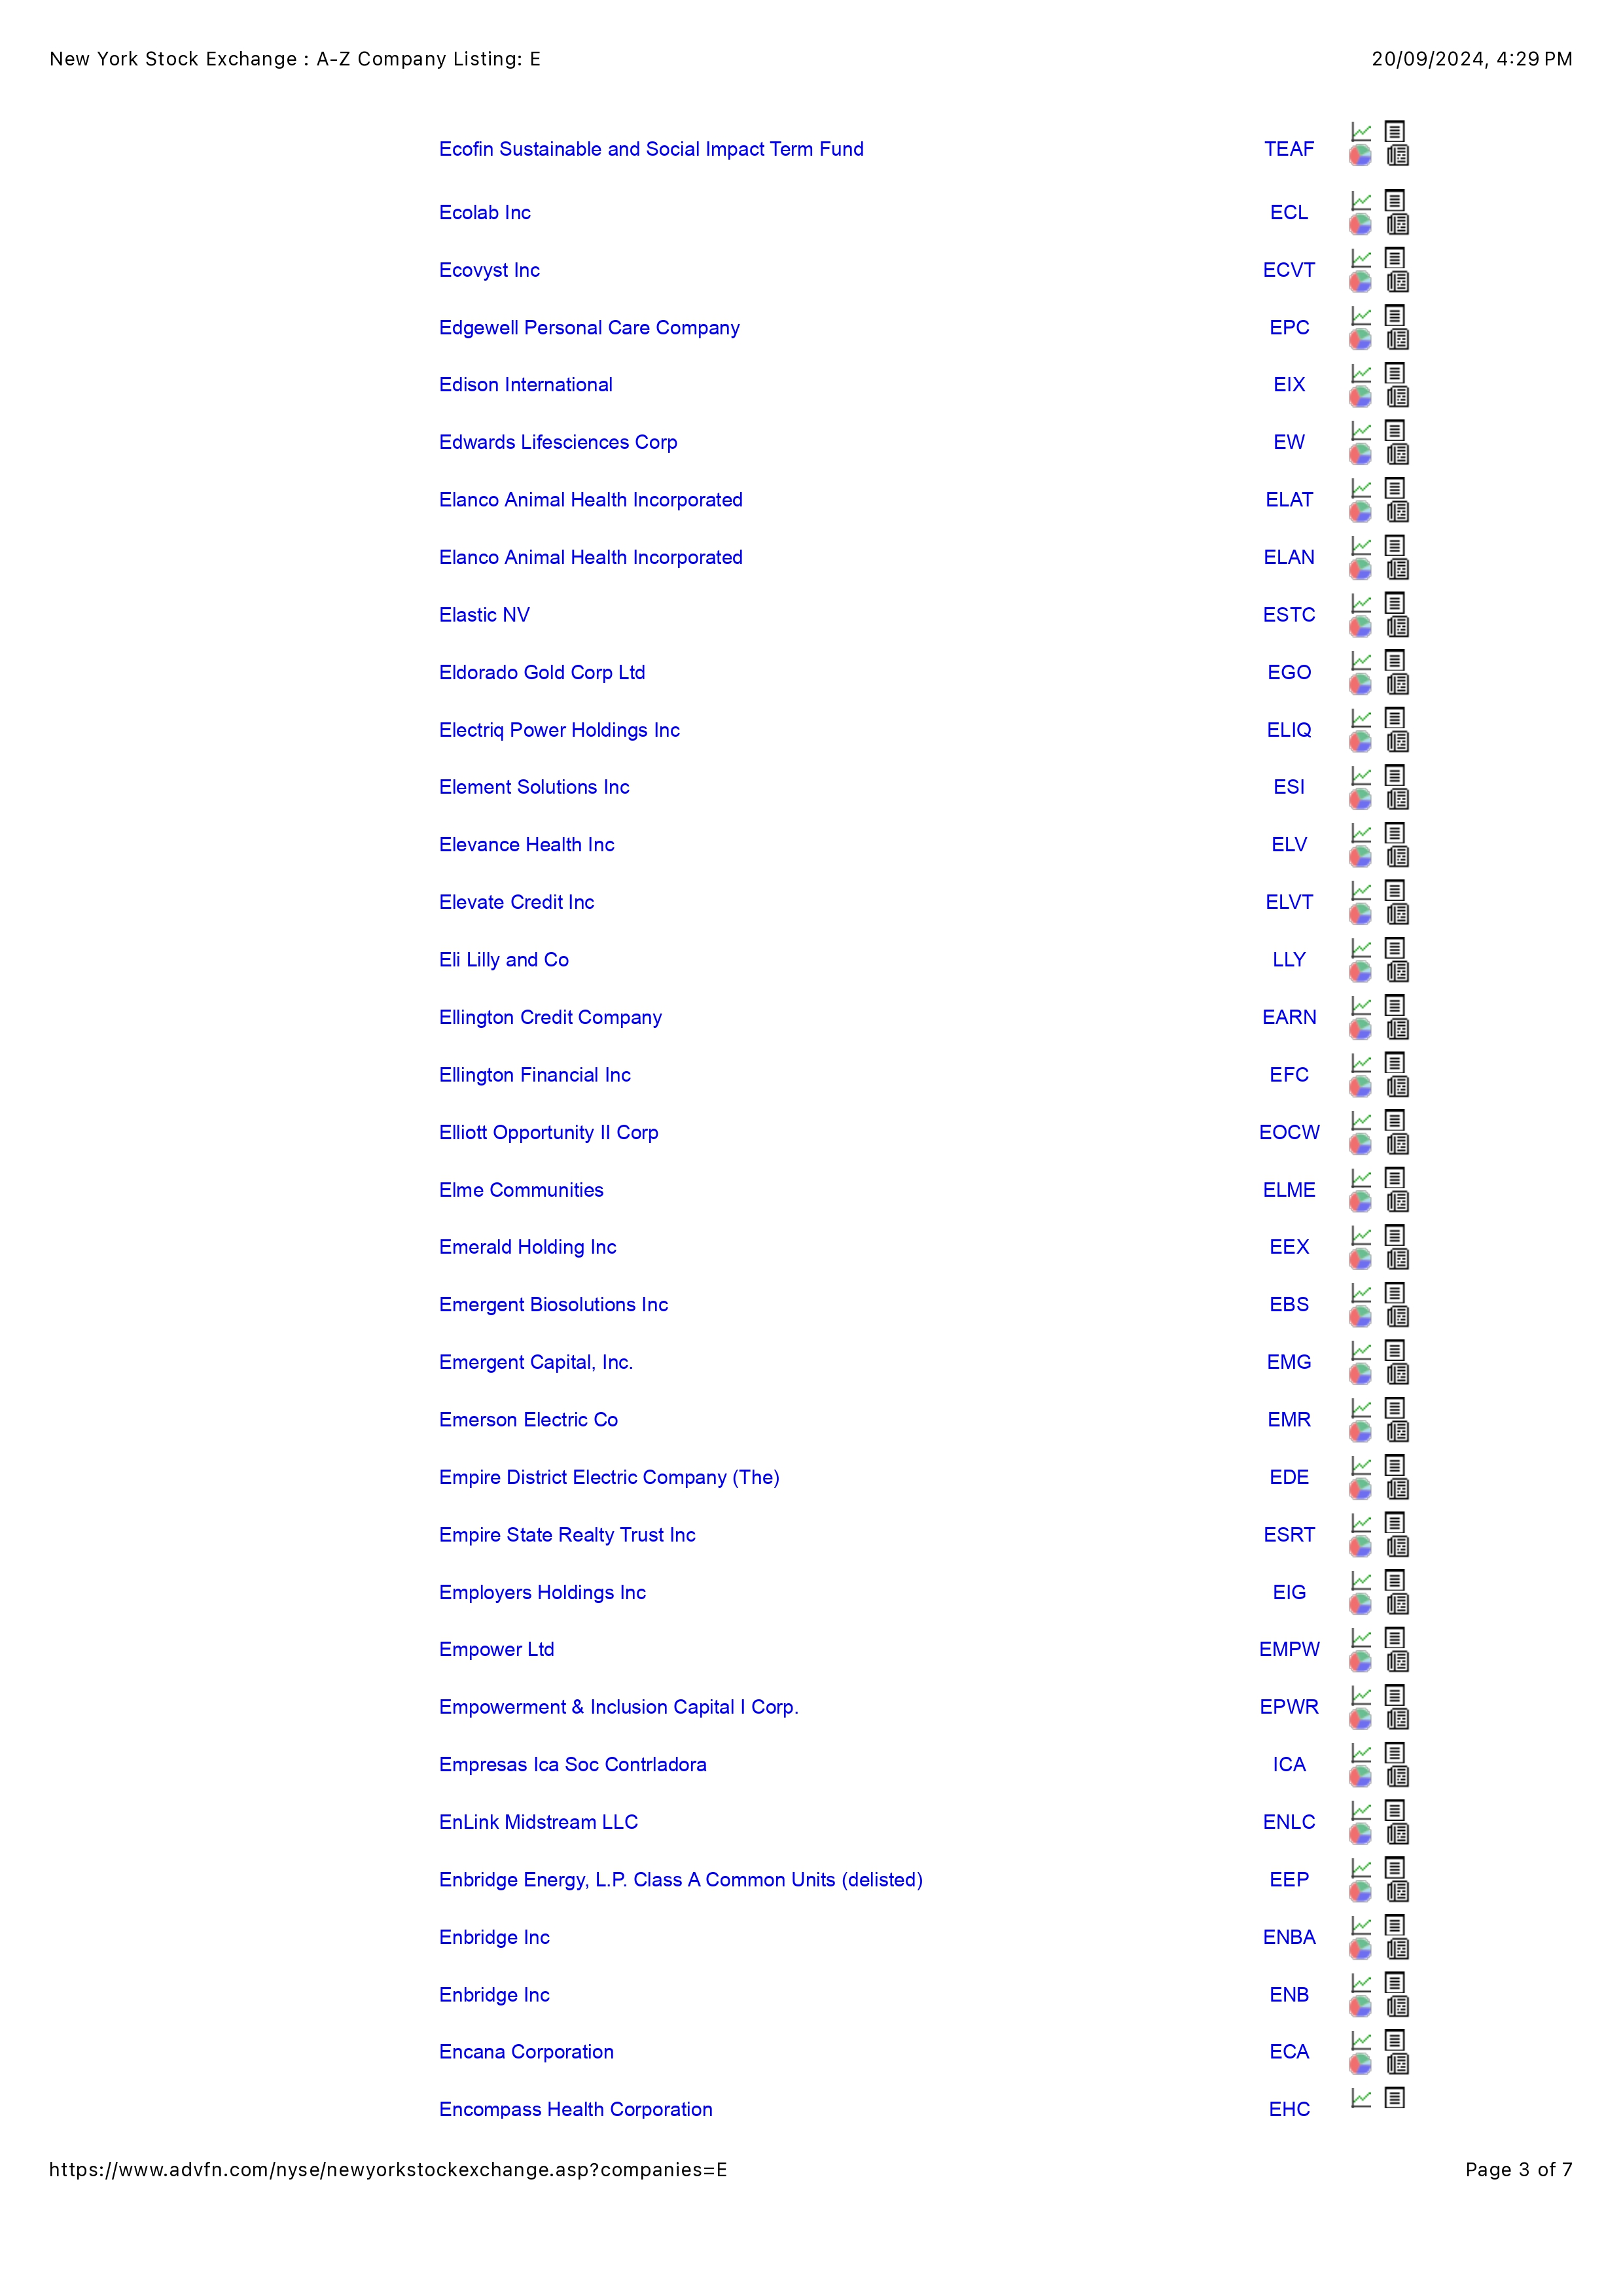 New York Stock Exchange : A-Z Company Listing: E 20/09/2024, 4:29 PM
Ecofin Sustainable and Social Impact Term Fund TEAF
Ecolab Inc ECL
Ecovyst Inc ECVT
Edgewell Personal Care Company EPC
Edison International EIX
Edwards Lifesciences Corp EW
Elanco Animal Health Incorporated ELAT
Elanco Animal Health Incorporated ELAN
Elastic NV ESTC
Eldorado Gold Corp Ltd EGO
Electriq Power Holdings Inc ELIQ
Element Solutions Inc ESI
Elevance Health Inc ELV
Elevate Credit Inc ELVT
Eli Lilly and Co LLY
Ellington Credit Company EARN
Ellington Financial Inc EFC
Elliott Opportunity II Corp EOCW
Elme Communities ELME
Emerald Holding Inc EEX
Emergent Biosolutions Inc EBS
Emergent Capital, Inc. EMG
Emerson Electric Co EMR
Empire District Electric Company (The) EDE
Empire State Realty Trust Inc ESRT
Employers Holdings Inc EIG
Empower Ltd EMPW
Empowerment & Inclusion Capital I Corp. EPWR
Empresas Ica Soc Contrladora ICA
EnLink Midstream LLC ENLC
Enbridge Energy, L.P. Class A Common Units (delisted) EEP
Enbridge Inc ENBA
Enbridge Inc ENB
Encana Corporation ECA
Encompass Health Corporation EHC
https://www.advfn.com/nyse/newyorkstockexchange.asp?companies=E Page 3 of 7